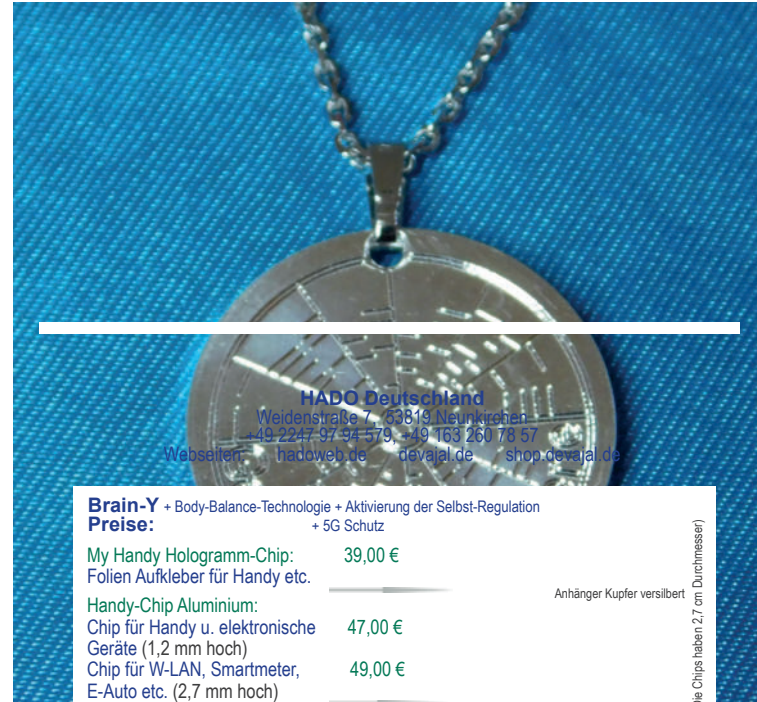 HADO Deutschland
Weidenstraße 7, 53819 Neunkirchen
+49 2247 97 94 579, +49 163 260 78 57
Webseiten: hadoweb.de devajal.de shop.devajal.de
Brain-Y + Body-Balance-Technologie + Aktivierung der Selbst-Regulation
Preise: + 5G Schutz
My Handy Hologramm-Chip: 39,00 €
Folien Aufkleber für Handy etc.
Anhänger Kupfer versilbert
Handy-Chip Aluminium:
Chip für Handy u. elektronische 47,00 €
Geräte (1,2 mm hoch)
Chip für W-LAN, Smartmeter, 49,00 €
E-Auto etc. (2,7 mm hoch)
Die Chips haben 2,7 cm Durchmesser)